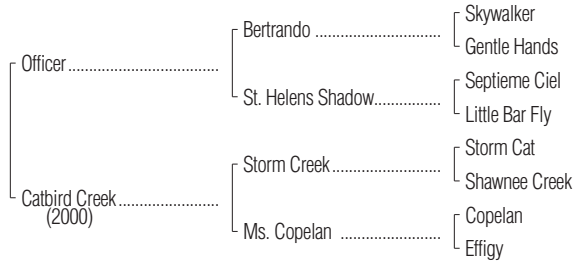 Skywalker
Bertrando ..........................................
Gentle Hands
Officer ..................................................
Septieme Ciel
St. Helens Shadow......................
Little Bar Fly
Storm Cat
Storm Creek....................................
Shawnee Creek
Catbird Creek.................................
(2000)
Copelan
Ms. Copelan .................................
Effigy